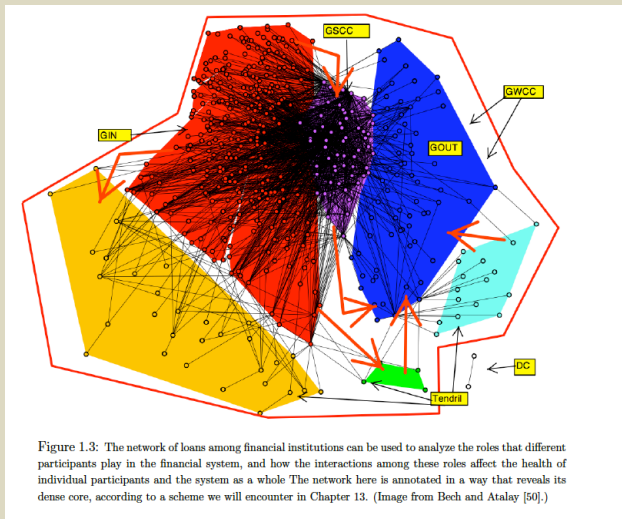 GSCC
GWCC
GIN
GOUT
DC
Tendril
Figure 1.3: The network of loans among financial institutions can be used to analyze the roles that different
participants play in the financial system, and how the interactions among these roles affect the health of
individual participants and the system as a whole The network here is annotated in a way that reveals its
dense core, according to a scheme we will encounter in Chapter 13. (Image from Bech and Atalay [50].)